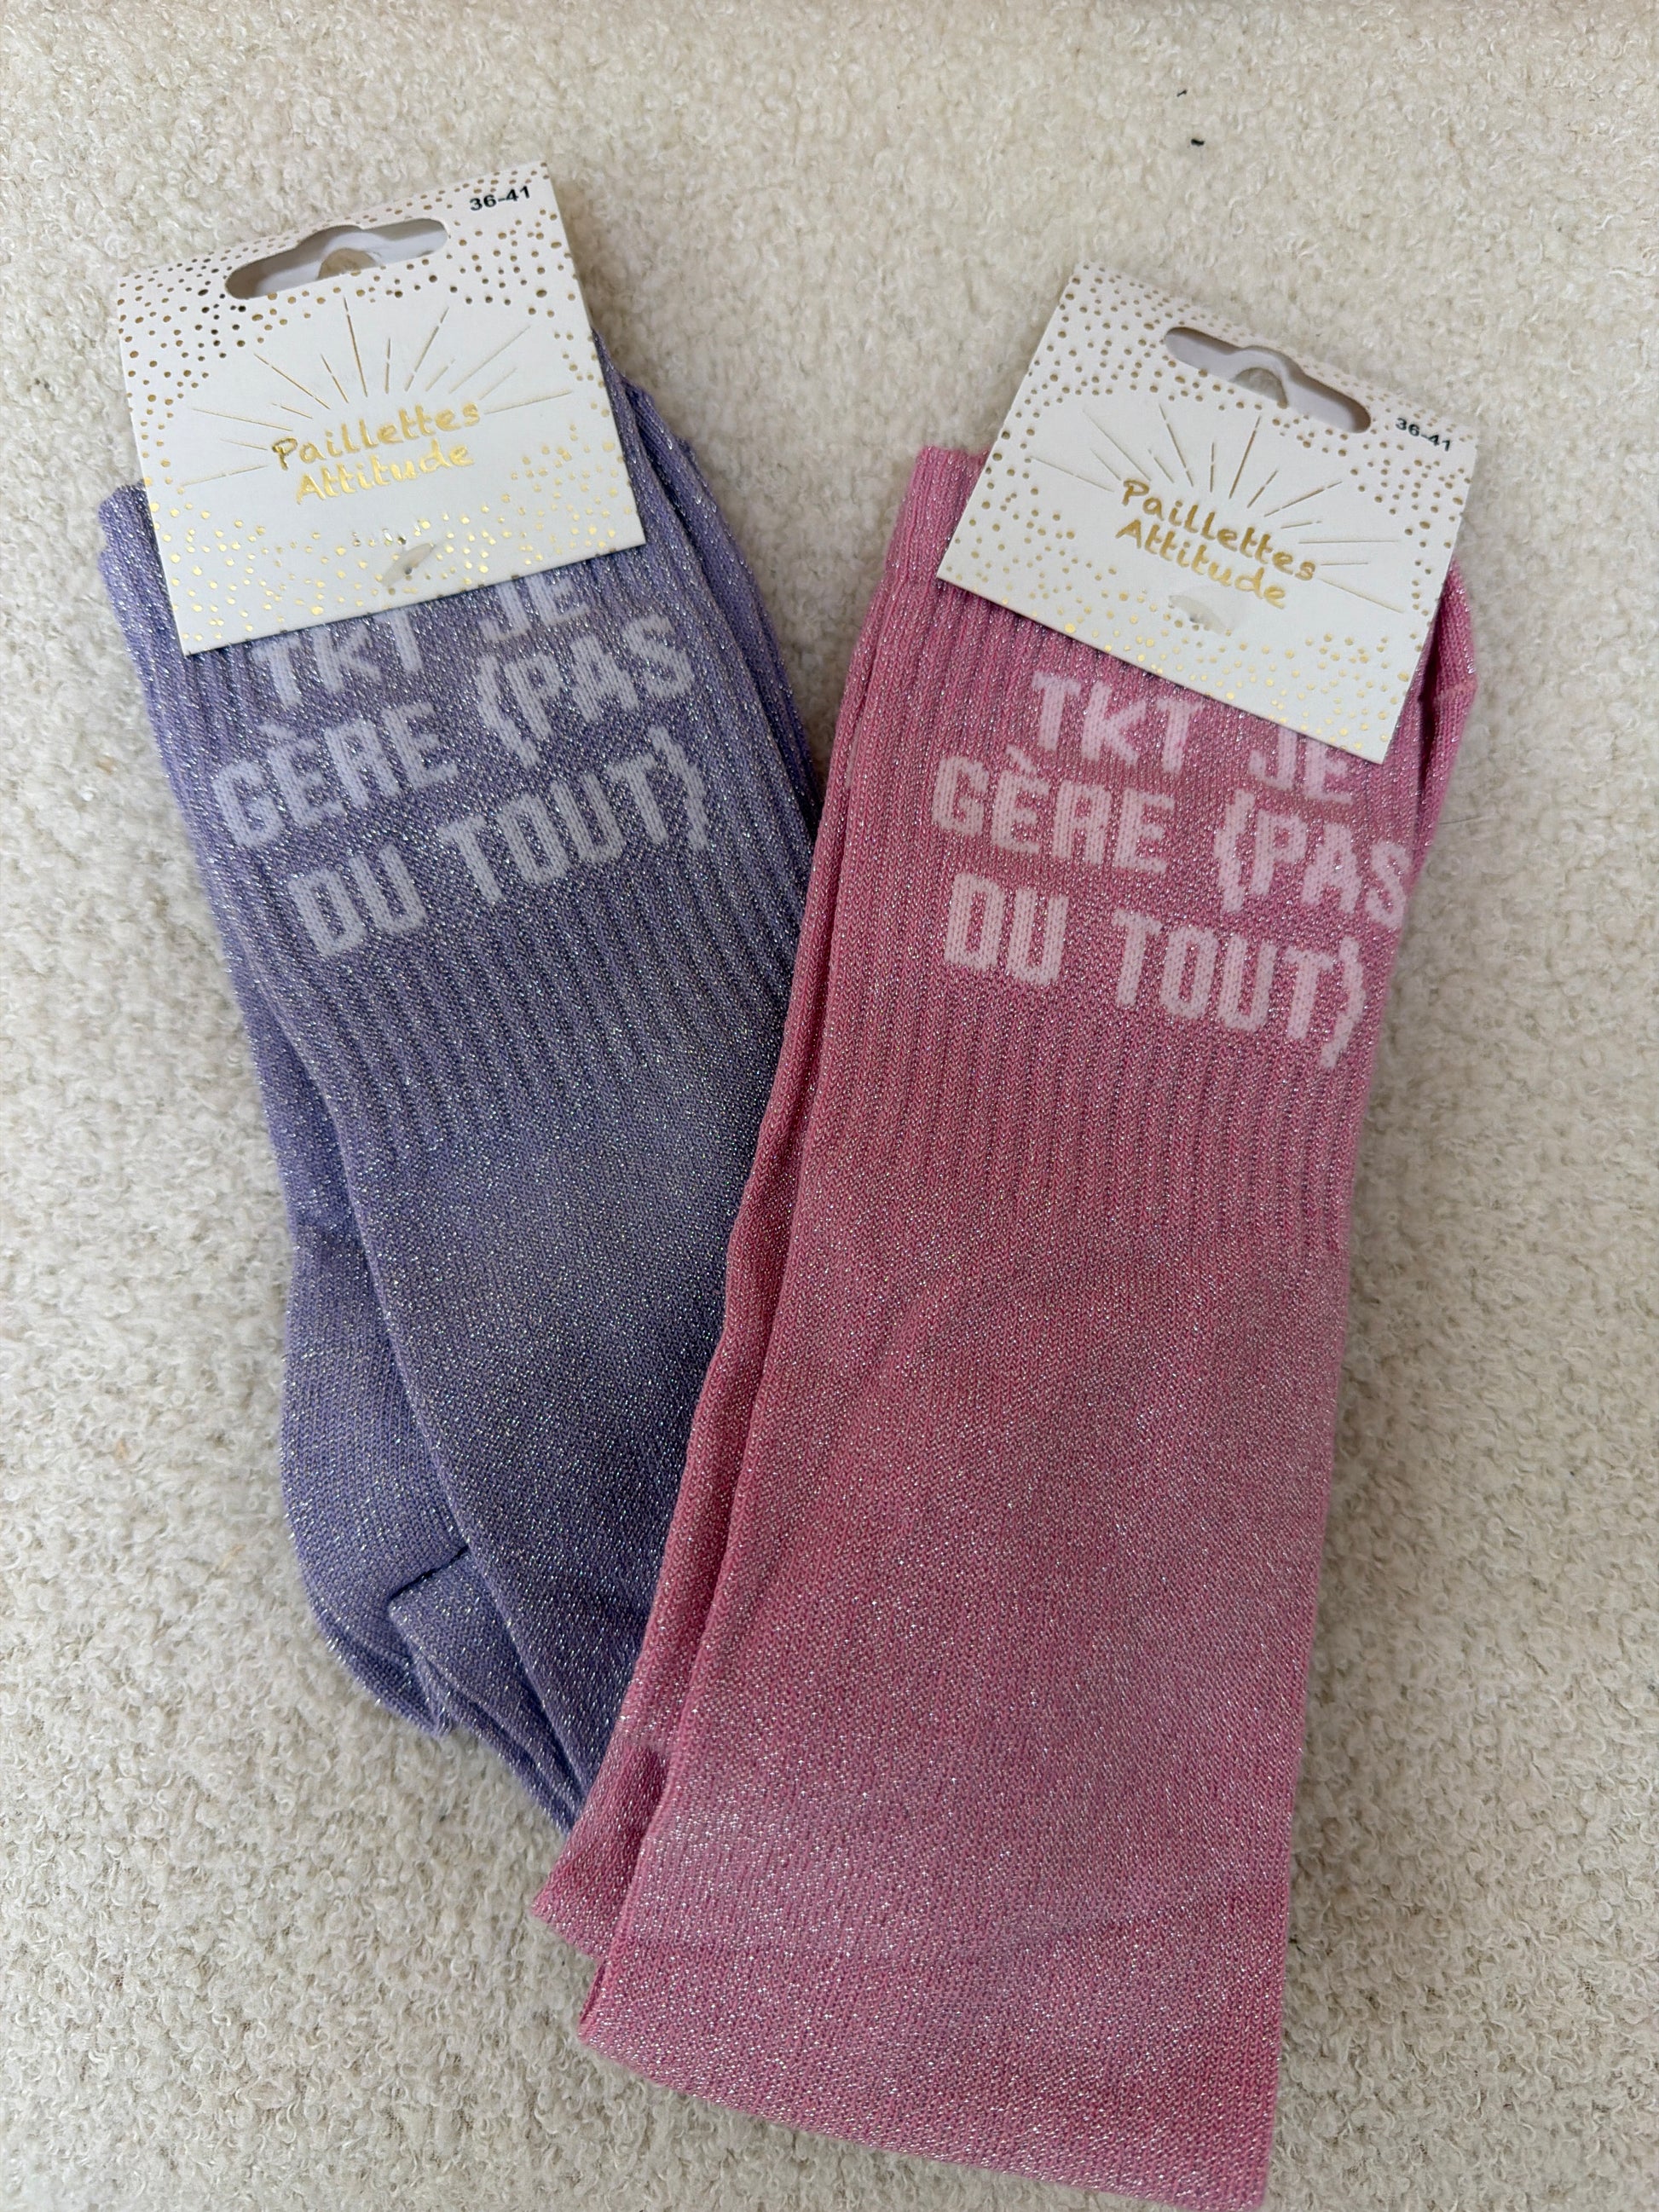 36-41
Paillettes
Attitude
TKT JE
GÈRE (PAS
DU TOUT)
36-41
Paillettes
Attitude
TKT JE
GÈRE (PAS
DU TOUT)